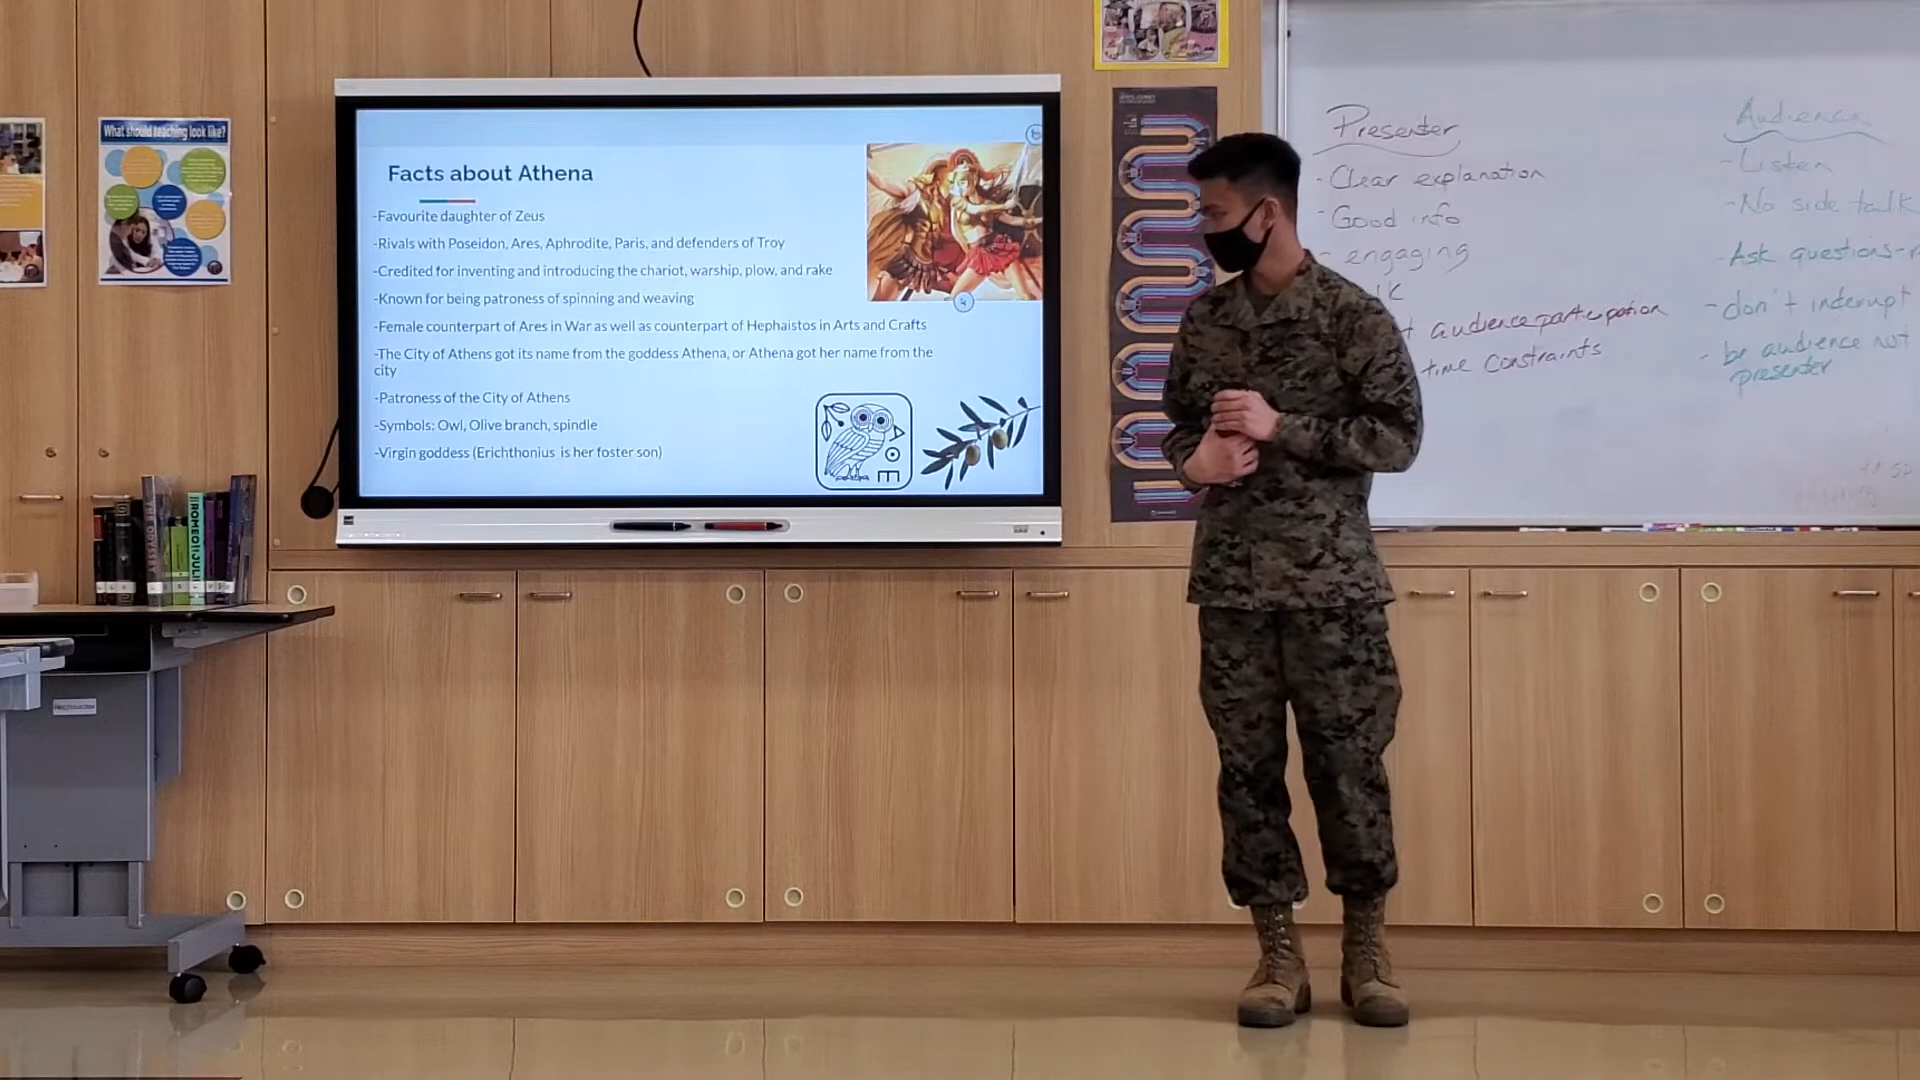 What should teaching look like?
Facts about Athena
-Favourite daughter of Zeus
-Rivals with Poseidon, Ares, Aphrodite, Paris, and defenders of Troy
-Credited for inventing and introducing the chariot, warship, plow, and rake
-Known for being patroness of spinning and weaving
-Female counterpart of Ares in War as well as counterpart of Hephaistos in Arts and Crafts
-The City of Athens got its name from the goddess Athena, or Athena got her name from the
city
-Patroness of the City of Athens
-Symbols: Owl, Olive branch, spindle
-Virgin goddess (Erichthonius is her foster son)
Presenter
- Clear explanation
- Good info
- engaging
audience participation
time constraints
Audience
- Listen
- No side talk
- Ask questions-
- don't inderupt
- be audience not
presenter
THE ODYSSEY